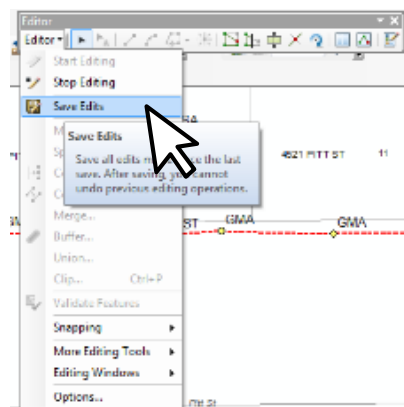 Editor
Editor
Start Editing
Stop Editing
Save Edits
Save Edits
Save all edits
the last
save. After saving, you cannot
undo previous editing operations.
4521 PITT ST
11
ST
GMA
GMA
Merge...
Buffer...
Union...
Clip...
Ctrl+P
Validate Features
Snapping
More Editing Tools
Editing Windows
Options...